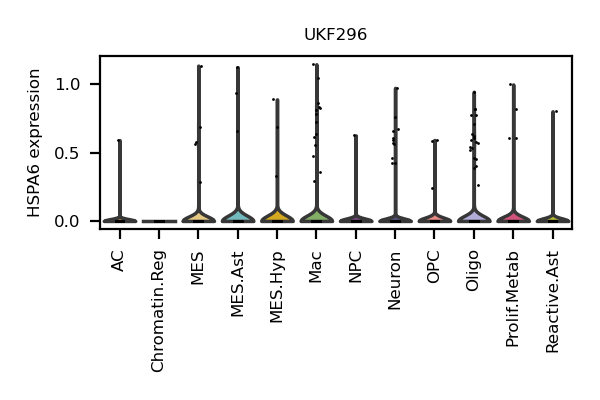 UKF296
HSPA6 expression
1.0
0.5
0.0
AC
Chromatin.Reg
MES
MES.Ast
MES.Hyp
Mac
NPC
Neuron
OPC
Oligo
Prolif.Metab
Reactive.Ast